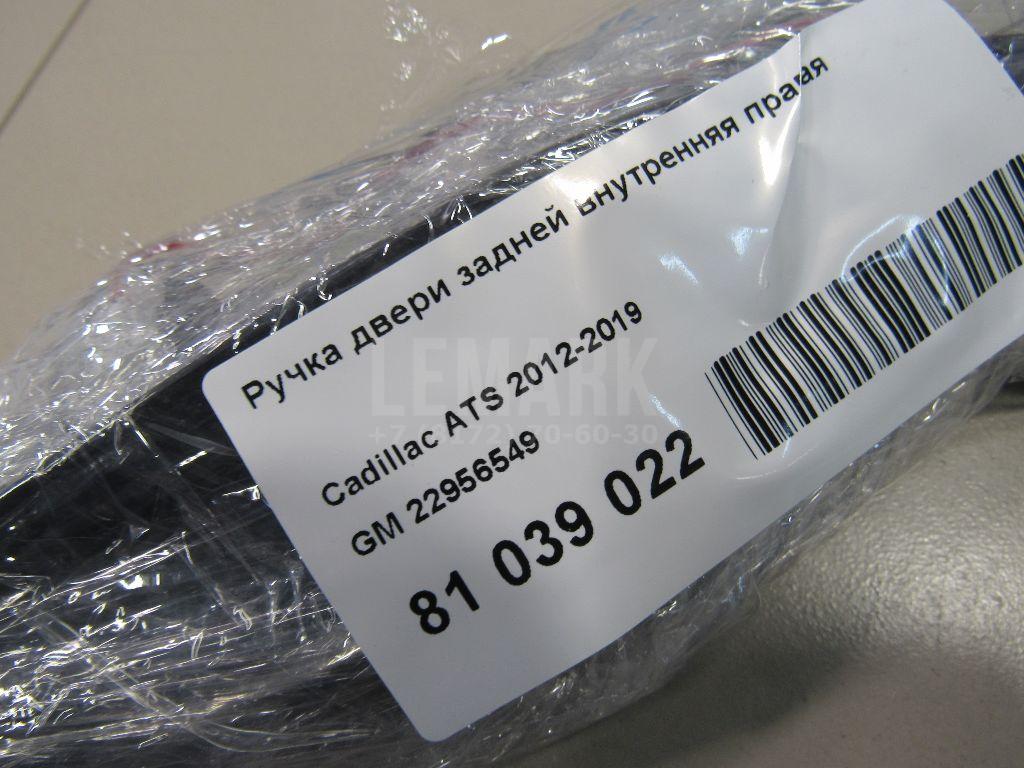 Ручка двери задней внутренняя правая
Cadillac ATS 2012-2019
GM 22956549
81 039 022
LEMARK